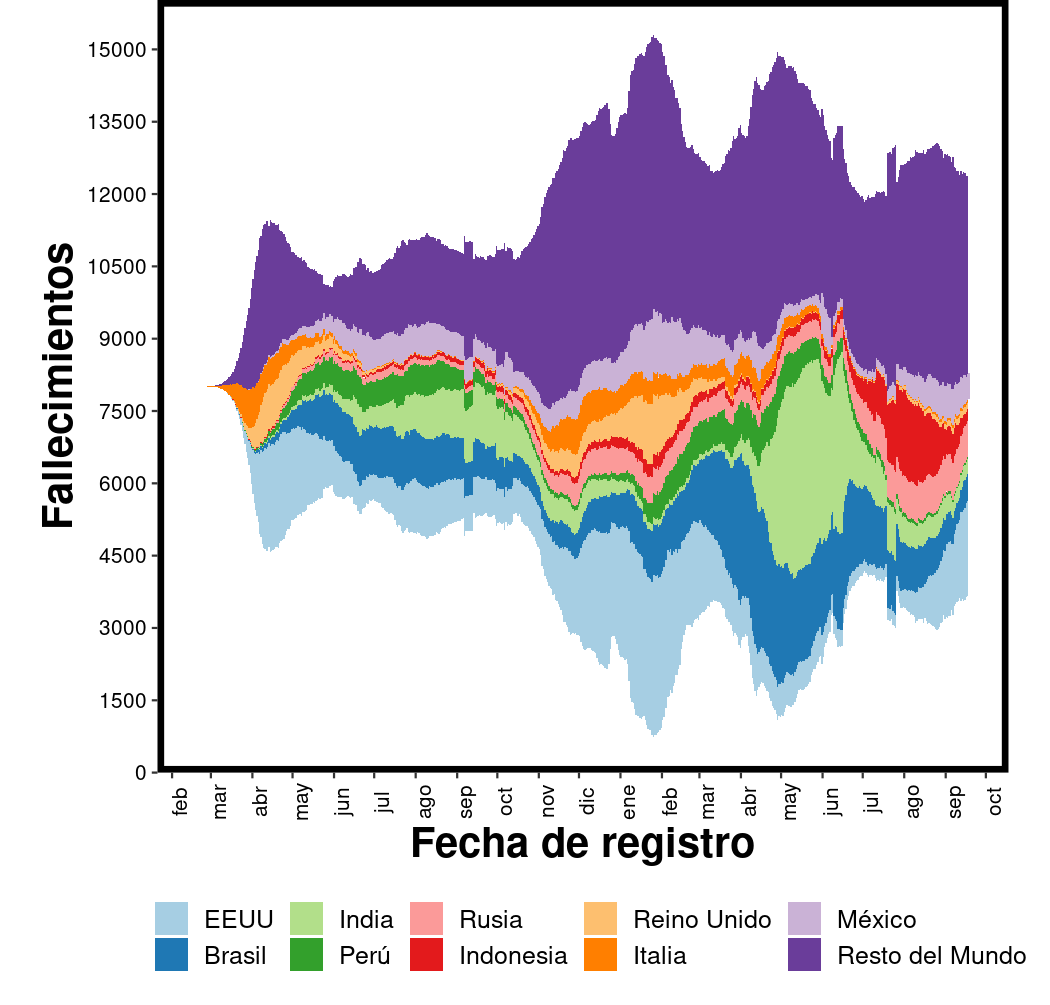 Fallecimientos
15000
13500
12000
10500
9000
7500
6000
4500
3000
1500
0
feb mar abr may jun jul ago sep oct nov dic ene feb mar abr may jun jul ago sep oct
Fecha de registro
EEUU India Rusia Reino Unido México
Brasil Perú Indonesia Italia Resto del Mundo